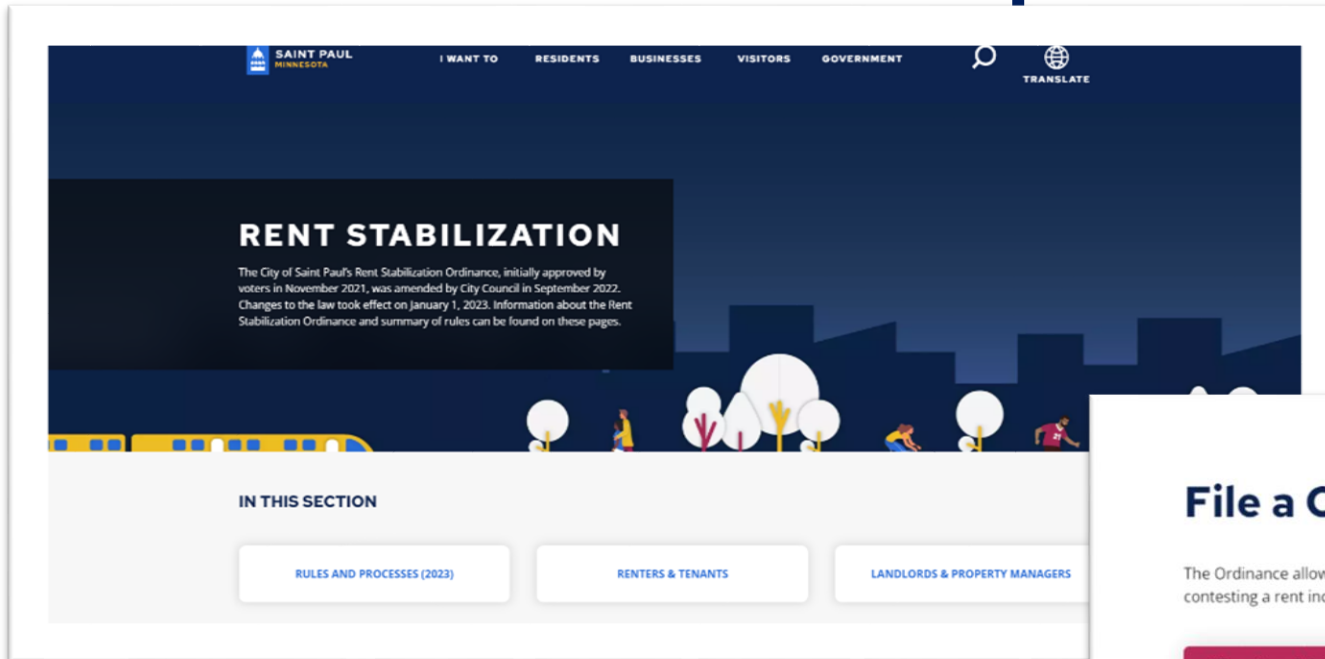 SAINT PAUL
MINNESOTA
I WANT TO
RESIDENTS
BUSINESSES
VISITORS
GOVERNMENT
TRANSLATE
RENT STABILIZATION
The City of Saint Paul's Rent Stabilization Ordinance, initially approved by
voters in November 2021, was amended by City Council in September 2022.
Changes to the law took effect on January 1, 2023. Information about the Rent
Stabilization Ordinance and summary of rules can be found on these pages.
IN THIS SECTION
RULES AND PROCESSES (2023)
RENTERS & TENANTS
LANDLORDS & PROPERTY MANAGERS
File a
The Ordinance
contesting a rent